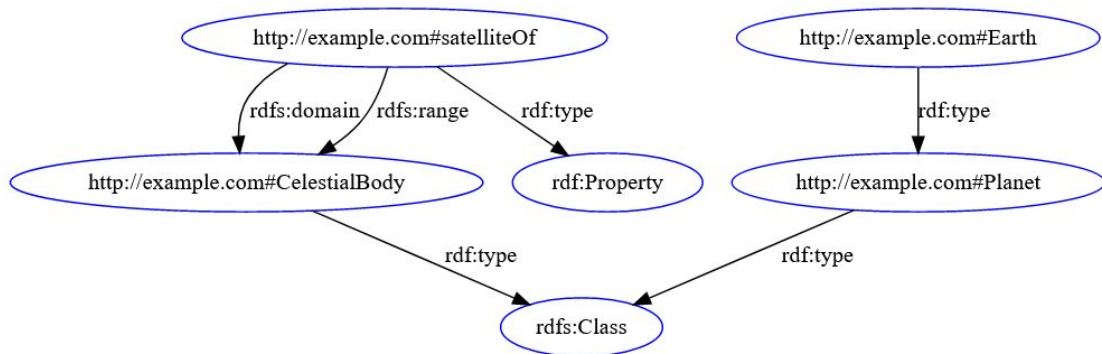 http://example.com#satelliteOf
http://example.com#Earth
rdfs:domain
rdfs:range
rdf:type
rdf:type
http://example.com#CelestialBody
rdf:Property
http://example.com#Planet
rdf:type
rdf:type
rdfs:Class